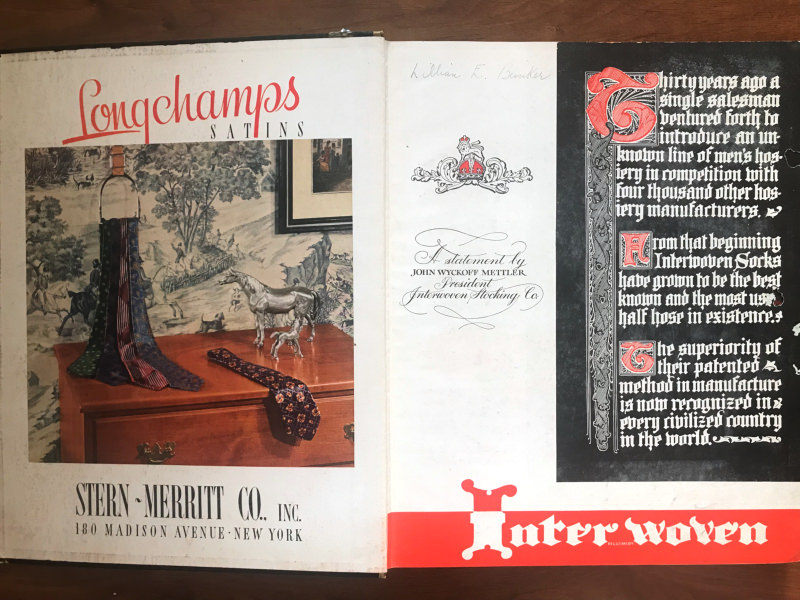 Longchamps
SATINS
STERN-MERRITT CO., INC.
180 MADISON AVENUE·NEW YORK
Lillian E. Bunker
A statement by
JOHN WYCKOFF METTLER
President
Interwoven Stocking Co.
Thirty years ago a
single salesman
ventured forth to
introduce an un-
known line of men's hos-
iery in competition with
four thousand other hos-
iery manufacturers.
From that beginning
Interwoven Socks
have grown to be the best
known and the most used
half hose in existence.
The superiority of
their patented
method in manufacture
is now recognized in
every civilized country
in the world.
Interwoven